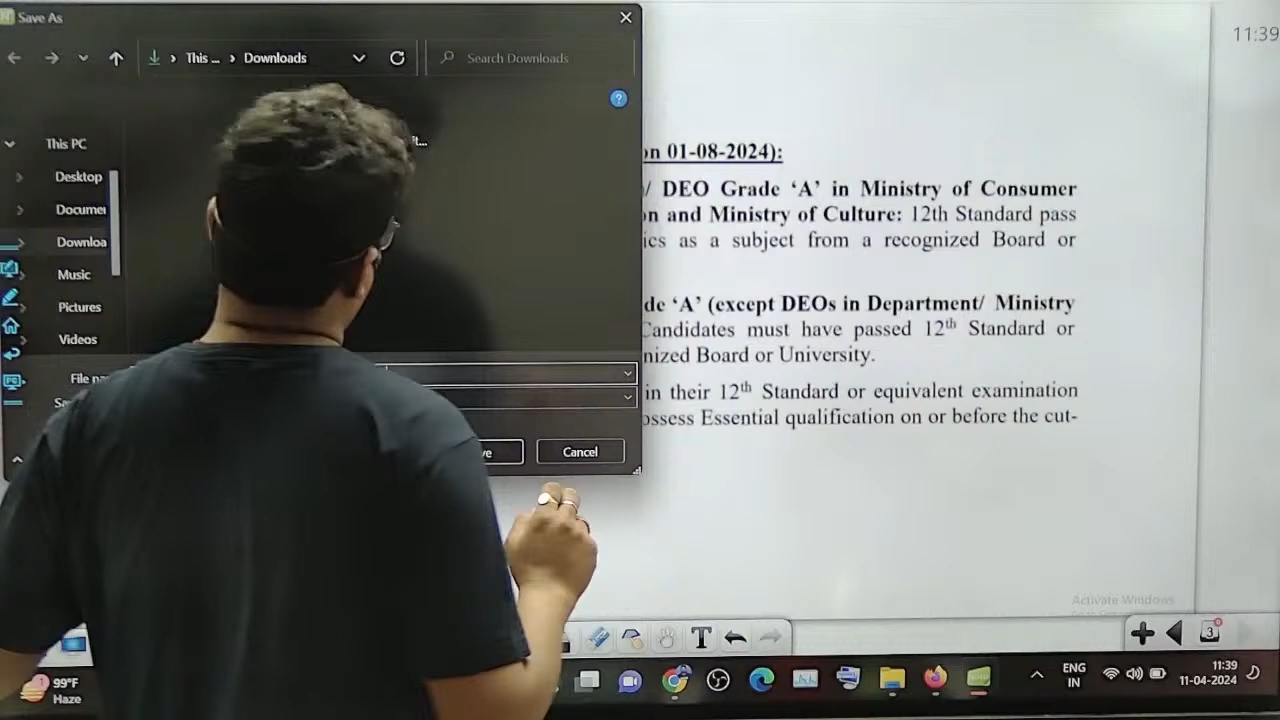 Save As
This ... › Downloads
Search Downloads
11:39
This PC
Desktop
Documen
Downloa
Music
Pictures
Videos
File na
Sa
Cancel
on 01-08-2024):
/ DEO Grade ‘A’ in Ministry of Consumer
on and Ministry of Culture: 12th Standard pass
ics as a subject from a recognized Board or
de ‘A’ (except DEOs in Department/ Ministry
Candidates must have passed 12th Standard or
nized Board or University.
in their 12th Standard or equivalent examination
ossess Essential qualification on or before the cut-
Activate Windows
T
3
99°F
Haze
ENG
IN
11:39
11-04-2024